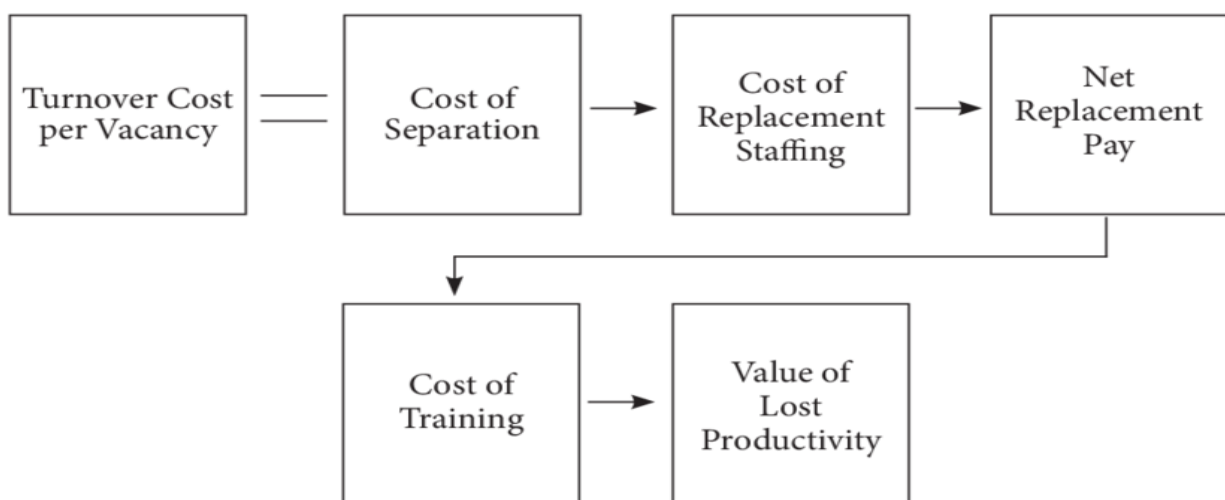 Turnover Cost
per Vacancy
Cost of
Separation
Cost of
Replacement
Staffing
Net
Replacement
Pay
Cost of
Training
Value of
Lost
Productivity